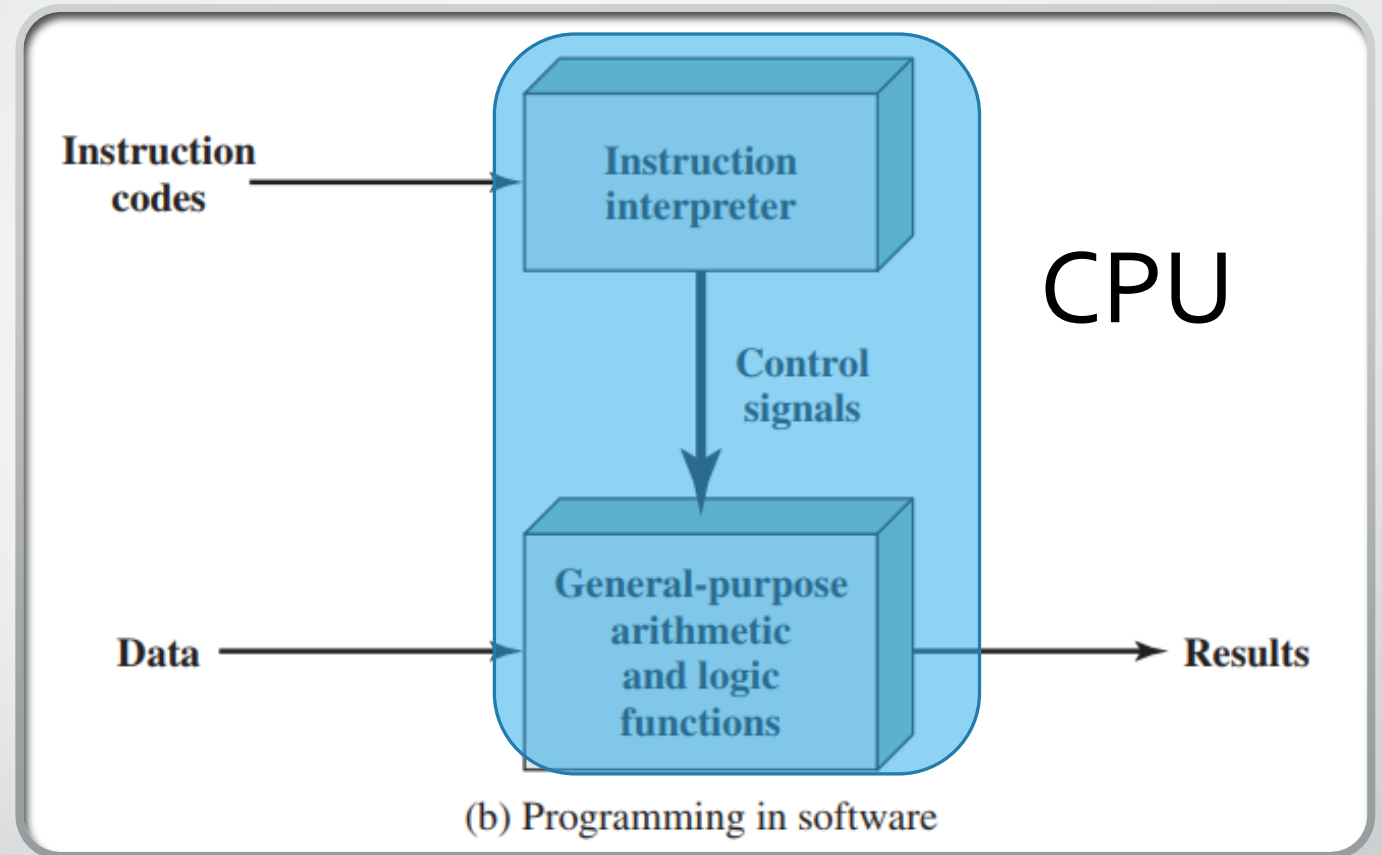 Instruction
codes
Instruction
interpreter
CPU
Control
signals
General-purpose
arithmetic
and logic
functions
Data
Results
(b) Programming in software